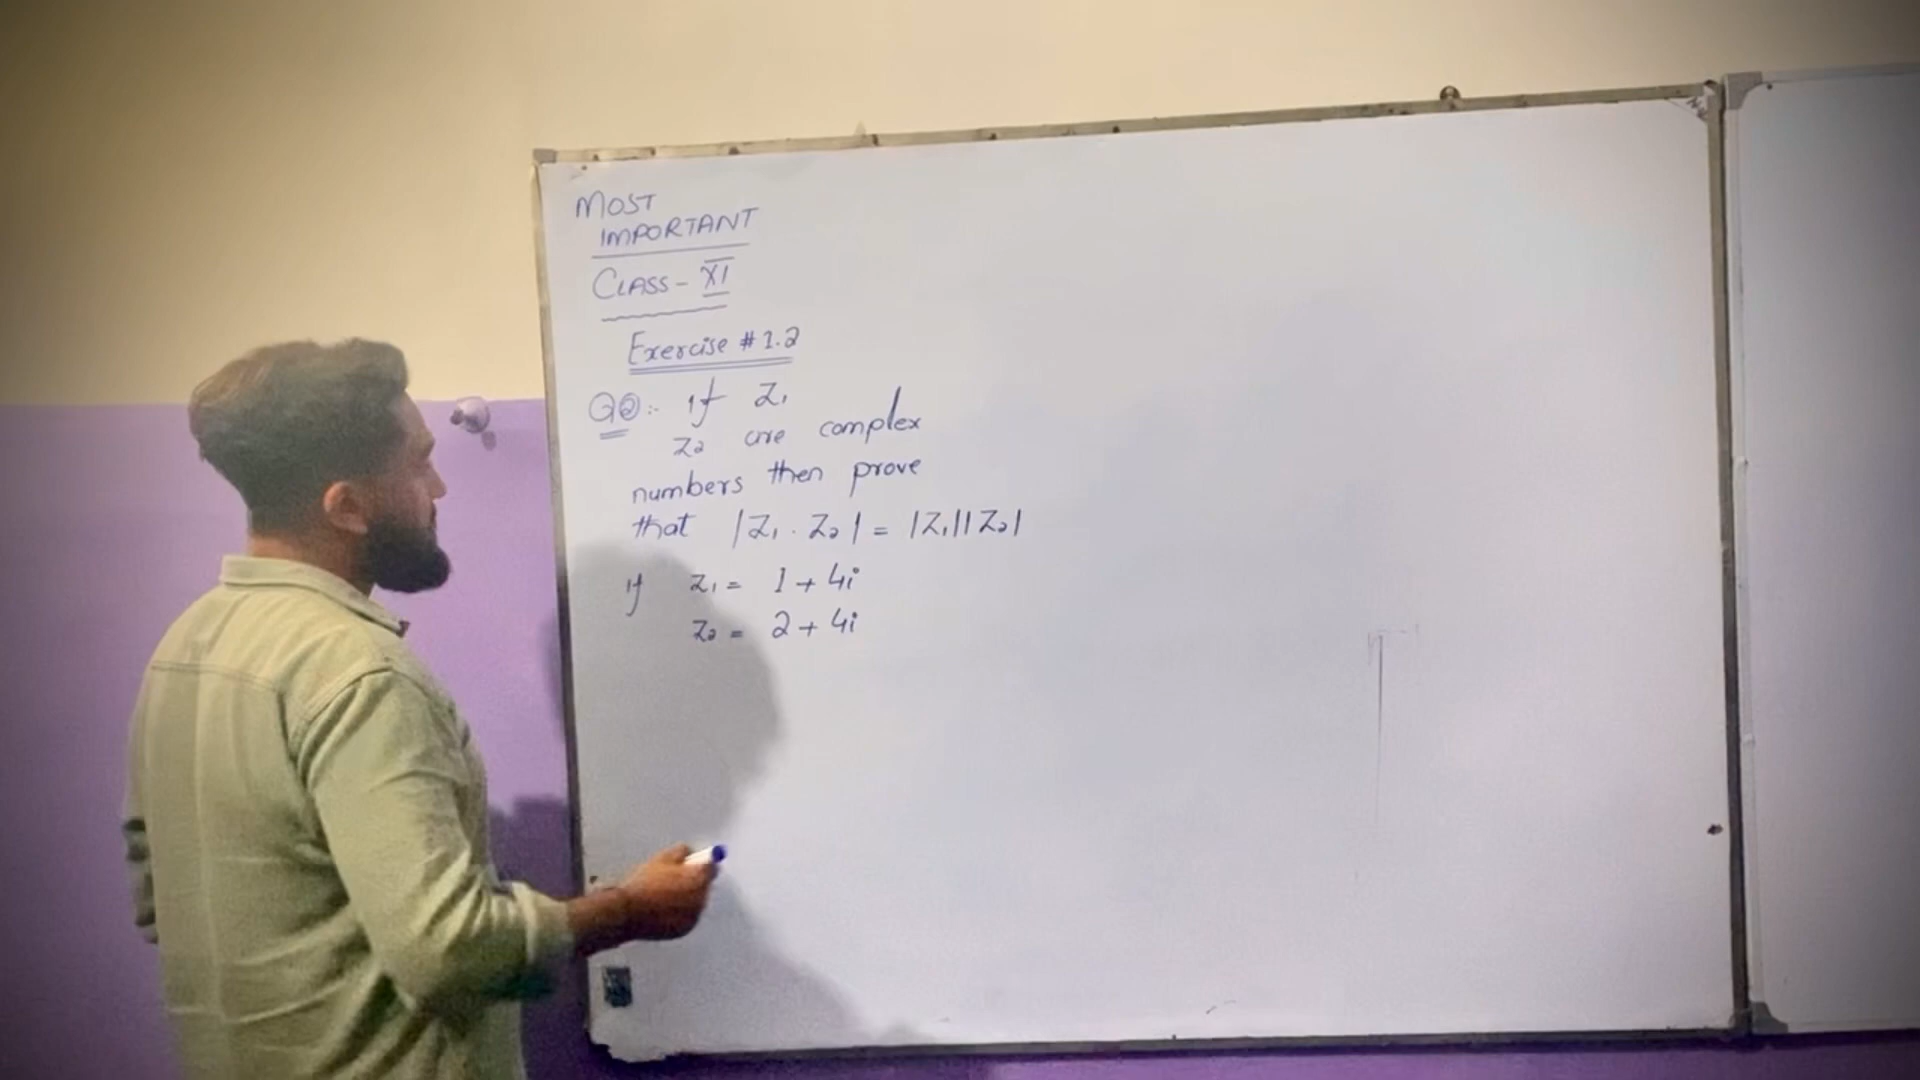 MOST
IMPORTANT
CLASS - XI
Exercise # 1.2
Q2:- If Z₁
Z₂ are complex
numbers then prove
that |Z₁ . Z₂| = |Z₁||Z₂|
if Z₁ = 1 + 4i
Z₂ = 2 + 4i